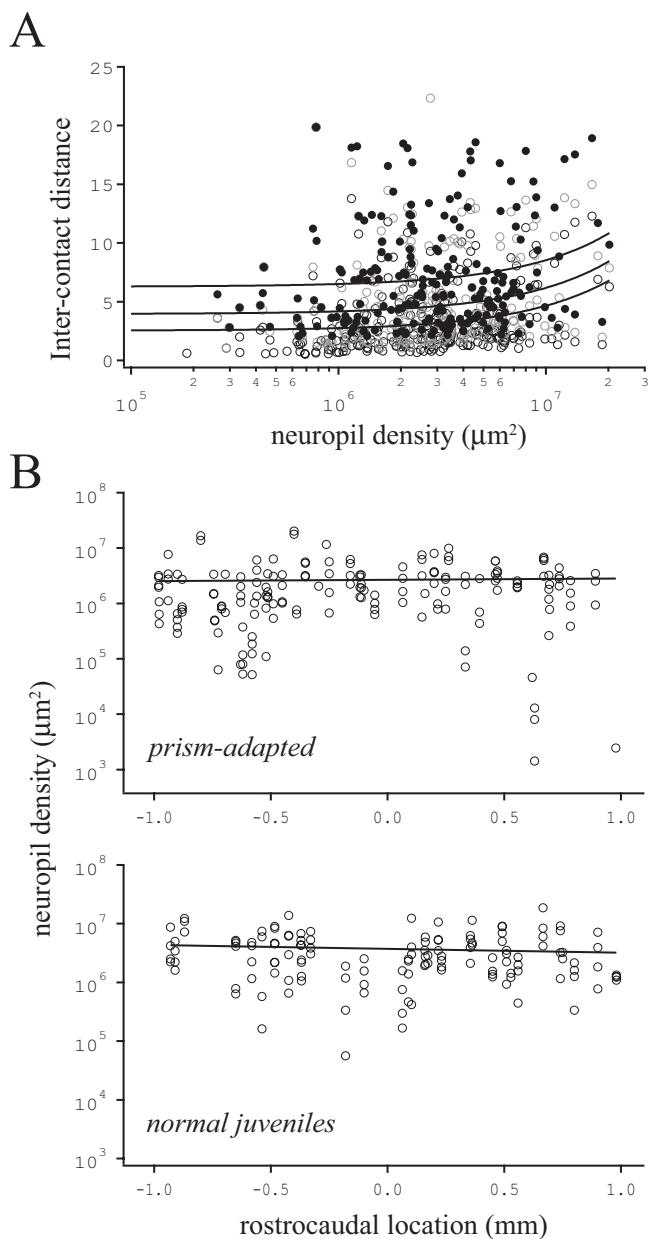 A
25
20
15
10
5
0
Inter-contact distance
2 3 4 5 6 2 3 4 5 6 2 3
10^5 10^6 10^7
neuropil density (μm²)
B
10^8
10^7
10^6
10^5
10^4
10^3
prism-adapted
-1.0 -0.5 0.0 0.5 1.0
neuropil density (μm²)
10^8
10^7
10^6
10^5
10^4
10^3
normal juveniles
-1.0 -0.5 0.0 0.5 1.0
rostrocaudal location (mm)